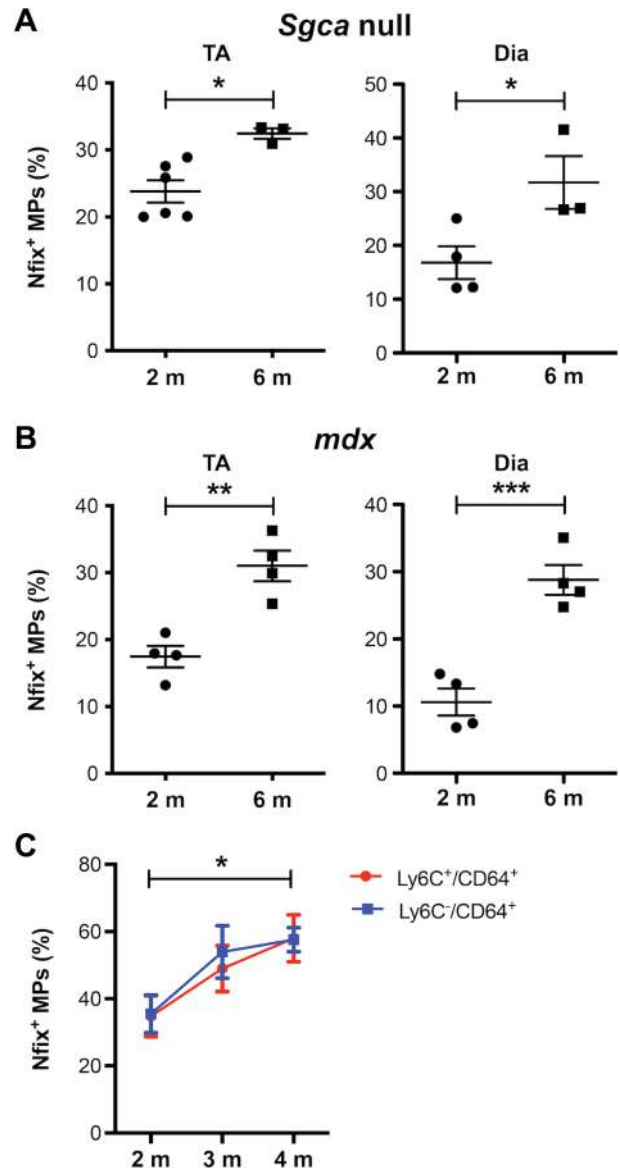 A
Sgca null
TA
Dia
*
*
Nfix+ MPs (%)
40
30
20
10
0
50
40
30
20
10
0
2 m
6 m
2 m
6 m
B
mdx
TA
Dia
**
***
Nfix+ MPs (%)
40
30
20
10
0
40
30
20
10
0
2 m
6 m
2 m
6 m
C
*
Nfix+ MPs (%)
80
60
40
20
0
2 m
3 m
4 m
Ly6C+/CD64+
Ly6C-/CD64+